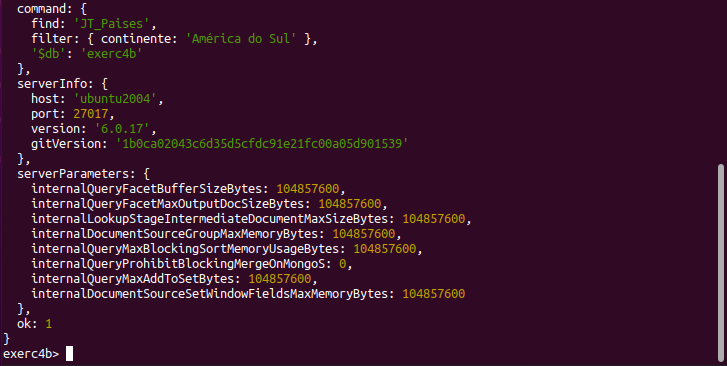 command: {
find: 'JT_Paises',
filter: { continente: 'América do Sul' },
'$db': 'exerc4b'
},
serverInfo: {
host: 'ubuntu2004',
port: 27017,
version: '6.0.17',
gitVersion: '1b0ca02043c6d35d5cfdc91e21fc00a05d901539'
},
serverParameters: {
internalQueryFacetBufferSizeBytes: 104857600,
internalQueryFacetMaxOutputDocSizeBytes: 104857600,
internalLookupStageIntermediateDocumentMaxSizeBytes: 104857600,
internalDocumentSourceGroupMaxMemoryBytes: 104857600,
internalQueryMaxBlockingSortMemoryUsageBytes: 104857600,
internalQueryProhibitBlockingMergeOnMongoS: 0,
internalQueryMaxAddToSetBytes: 104857600,
internalDocumentSourceSetWindowFieldsMaxMemoryBytes: 104857600
},
ok: 1
}
exerc4b>